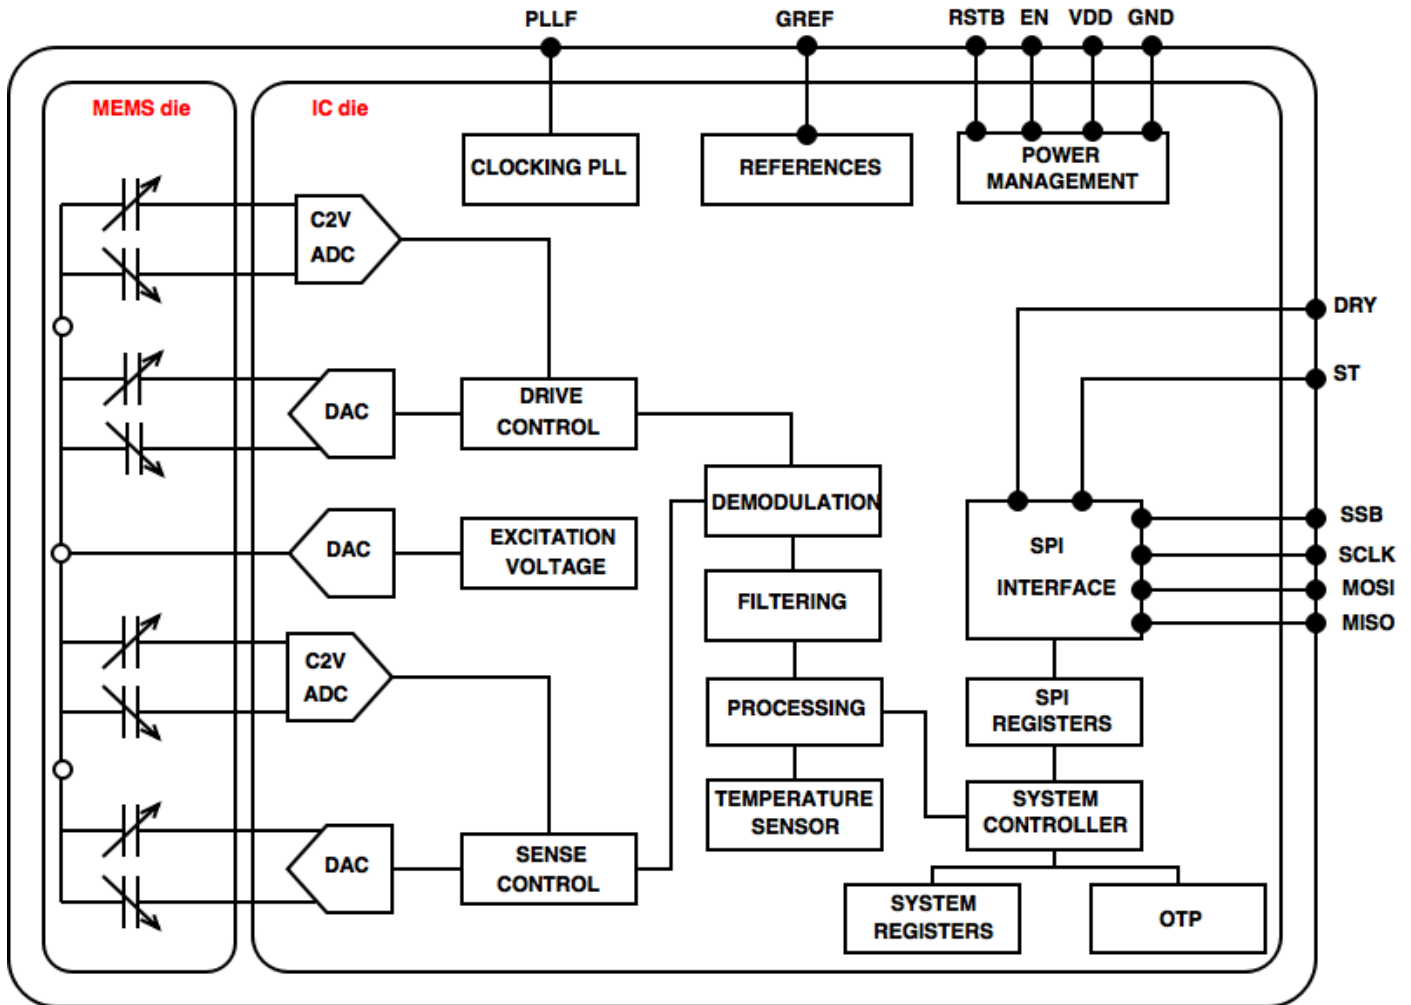 PLLF
GREF
RSTB EN VDD GND
MEMS die
IC die
CLOCKING PLL
REFERENCES
POWER
MANAGEMENT
C2V
ADC
DRY
ST
DAC
DRIVE
CONTROL
DEMODULATION
DAC
EXCITATION
VOLTAGE
SPI
INTERFACE
SSB
SCLK
MOSI
MISO
FILTERING
C2V
ADC
PROCESSING
SPI
REGISTERS
TEMPERATURE
SENSOR
SYSTEM
CONTROLLER
DAC
SENSE
CONTROL
SYSTEM
REGISTERS
OTP